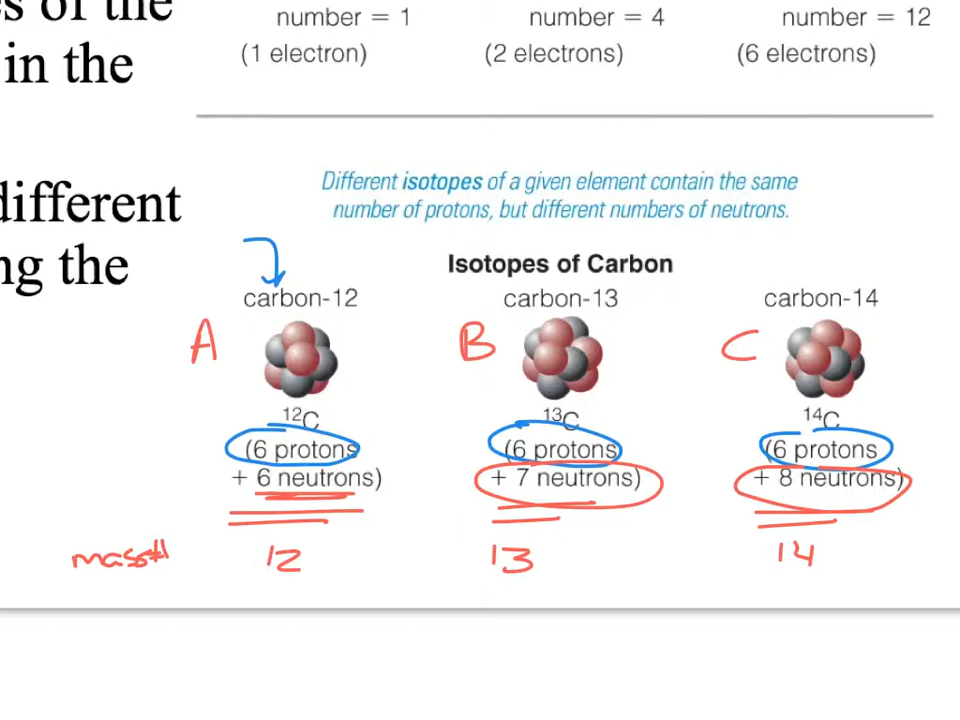 s of the
in the
different
ng the
number = 1 number = 4 number = 12
(1 electron) (2 electrons) (6 electrons)
Different isotopes of a given element contain the same
number of protons, but different numbers of neutrons.
Isotopes of Carbon
carbon-12 carbon-13 carbon-14
A B C
¹²C ¹³C ¹⁴C
(6 protons (6 protons (6 protons
+ 6 neutrons) + 7 neutrons) + 8 neutrons)
mass# 12 13 14